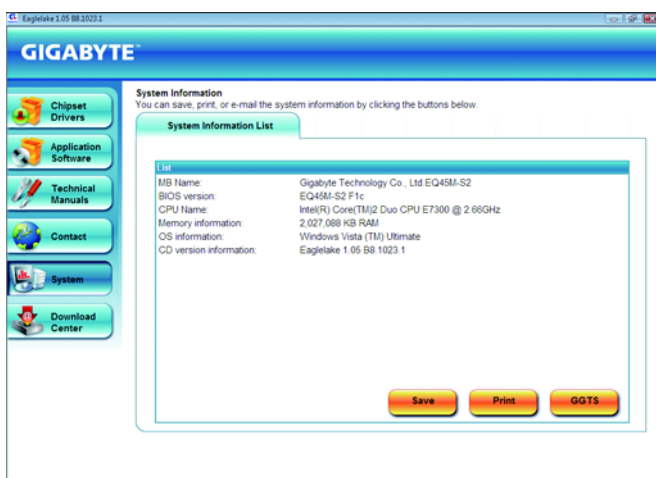 Eaglelake 1.05 B8.1023.1
GIGABYTE™
Chipset
Drivers
Application
Software
Technical
Manuals
Contact
System
Download
Center
System Information
You can save, print, or e-mail the system information by clicking the buttons below.
System Information List
List
MB Name: Gigabyte Technology Co., Ltd.EQ45M-S2
BIOS version: EQ45M-S2 F1c
CPU Name: Intel(R) Core(TM)2 Duo CPU E7300 @ 2.66GHz
Memory information: 2,027,088 KB RAM
OS information: Windows Vista (TM) Ultimate
CD version information: Eaglelake 1.05 B8.1023.1
Save Print GGTS